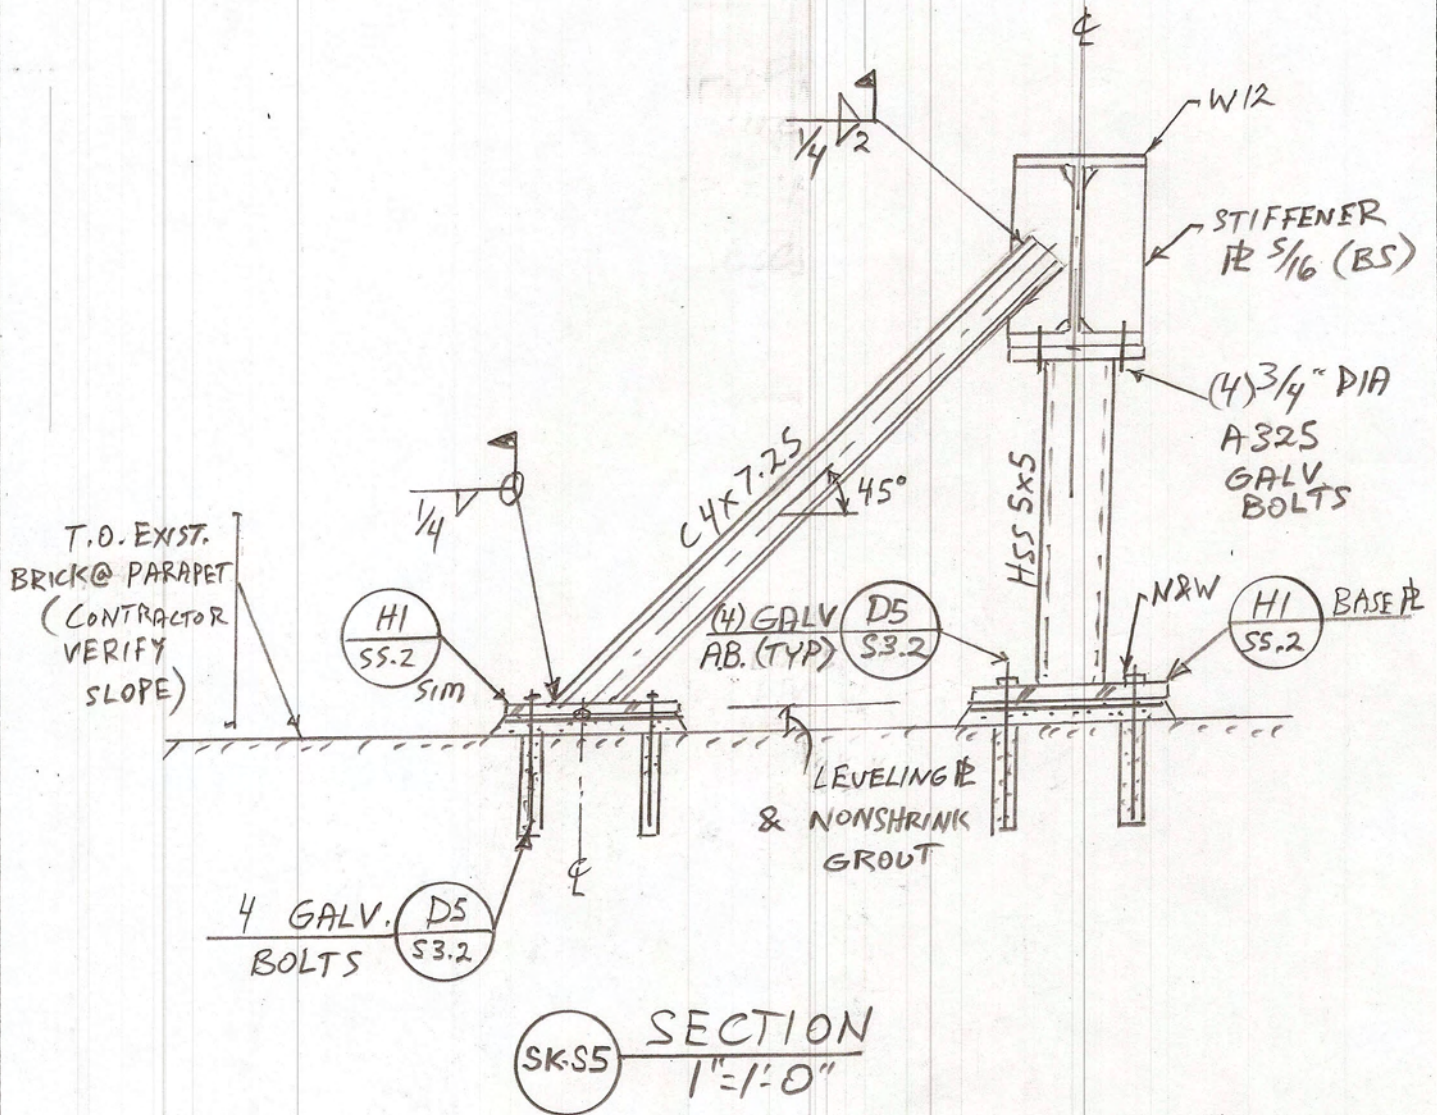 ℄
W12
1/4 2
STIFFENER
PL 5/16 (BS)
(4) 3/4" DIA
A325
GALV.
BOLTS
C4x7.25
45°
HSS 5x5
1/4
T.O. EXIST.
BRICK@ PARAPET
(CONTRACTOR
VERIFY
SLOPE)
H1
S5.2
SIM
(4) GALV
A.B. (TYP)
D5
S3.2
N&W
H1
S5.2
BASE PL
LEVELING PL
& NONSHRINK
GROUT
℄
4 GALV.
BOLTS
D5
S3.2
SK-S5
SECTION
1"=1'-0"